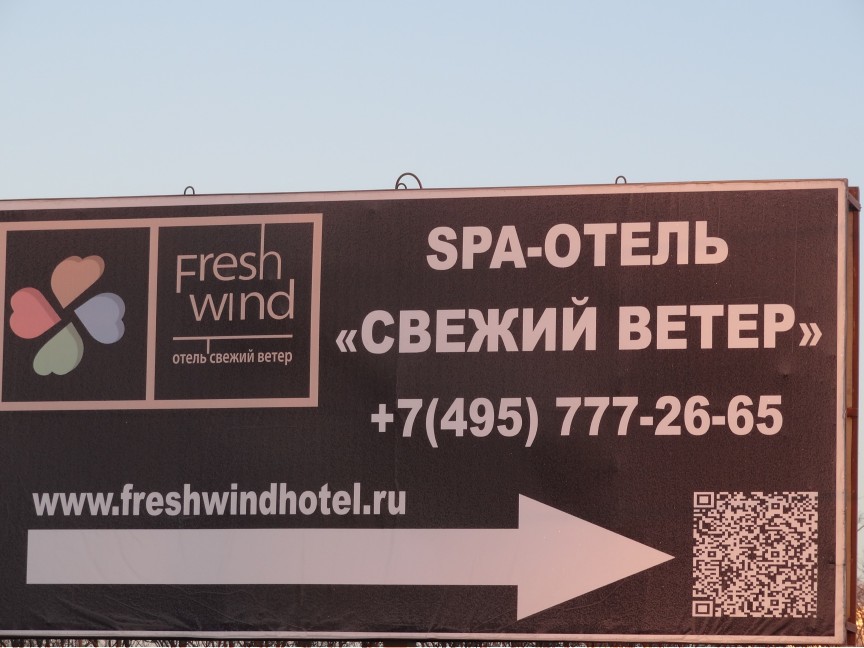 Fresh
wind
отель свежий ветер
SPA-ОТЕЛЬ
«СВЕЖИЙ ВЕТЕР»
+7(495) 777-26-65
www.freshwindhotel.ru